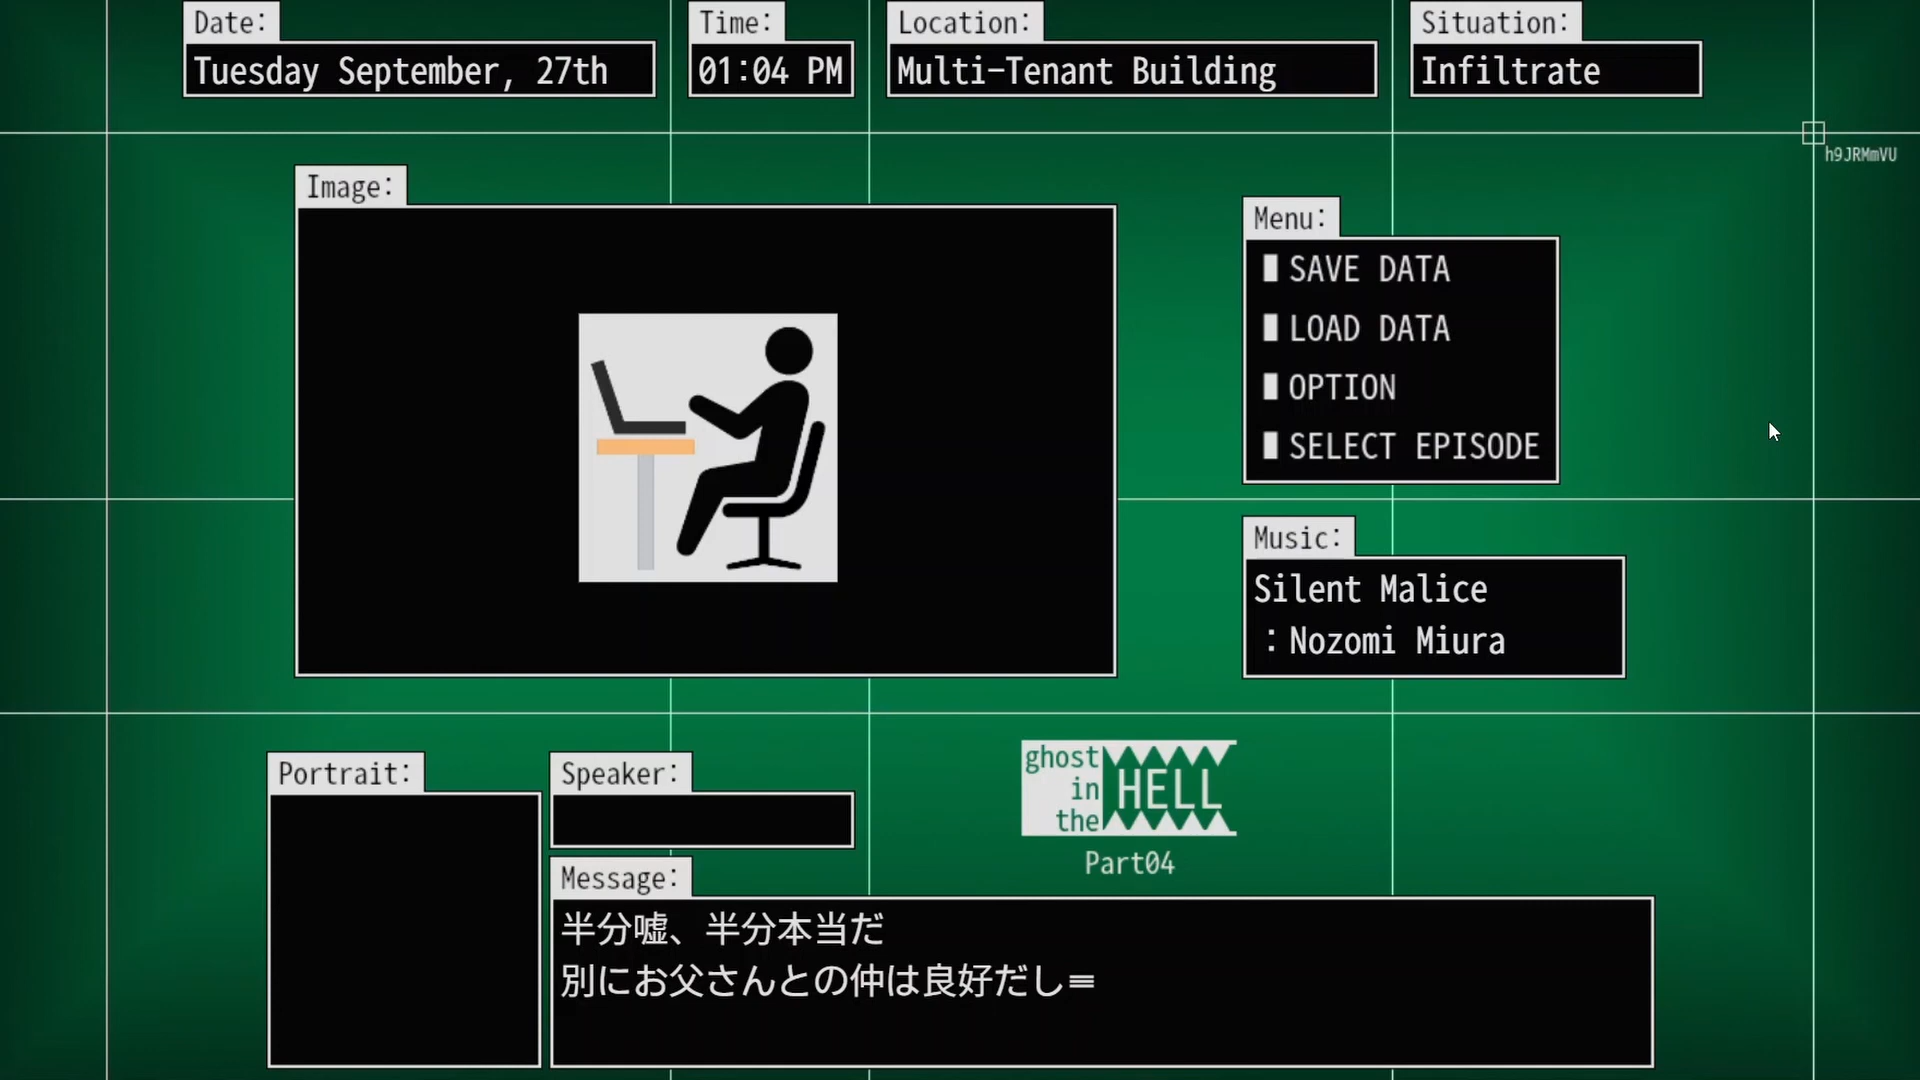 Date:
Tuesday September, 27th
Time:
01:04 PM
Location:
Multi-Tenant Building
Situation:
Infiltrate
h9JRMmVU
Image:
Menu:
SAVE DATA
LOAD DATA
OPTION
SELECT EPISODE
Music:
Silent Malice
：Nozomi Miura
Portrait:
Speaker:
ghost
in
the
HELL
Part04
Message:
半分嘘、半分本当だ
別にお父さんとの仲は良好だし